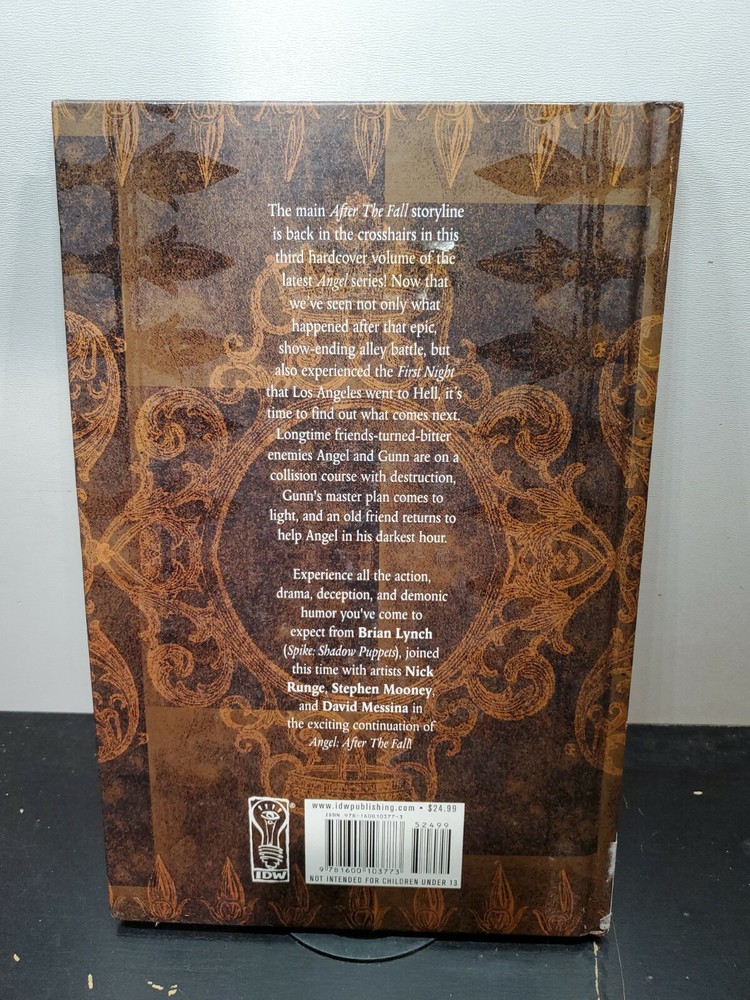 The main After The Fall storyline
is back in the crosshairs in this
third hardcover volume of the
latest Angel series! Now that
we've seen not only what
happened after that epic,
show-ending alley battle, but
also experienced the First Night
that Los Angeles went to Hell, it's
time to find out what comes next.
Longtime friends-turned-bitter
enemies Angel and Gunn are on a
collision course with destruction,
Gunn's master plan comes to
light, and an old friend returns to
help Angel in his darkest hour.
Experience all the action,
drama, deception, and demonic
humor you've come to
expect from Brian Lynch
(Spike: Shadow Puppets), joined
this time with artists Nick
Runge, Stephen Mooney,
and David Messina in
the exciting continuation of
Angel: After The Fall!
www.idwpublishing.com • $24.99
ISBN 978-160010377-3
52499
9 781600 103773
NOT INTENDED FOR CHILDREN UNDER 13
IDW
®